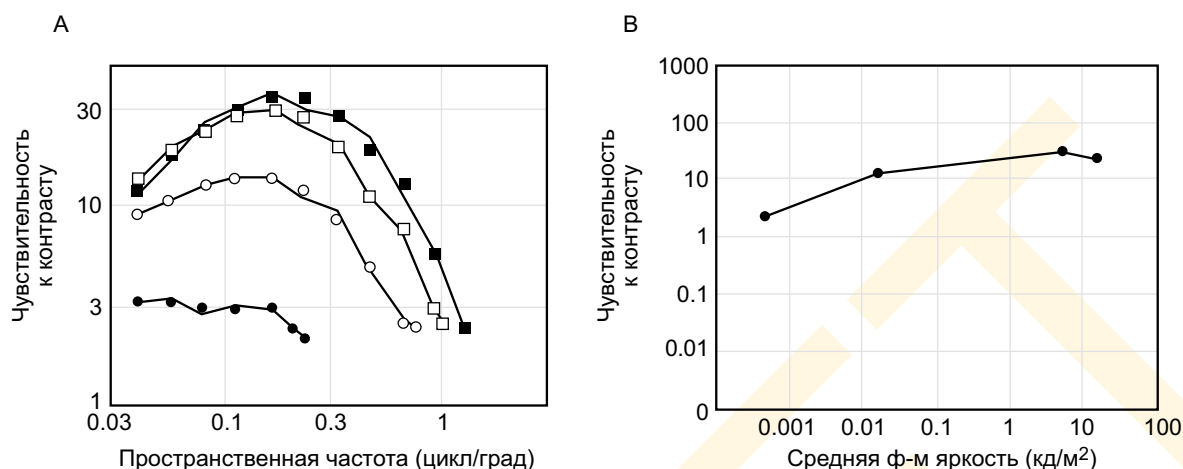 A
B
Чувствительность
к контрасту
30
10
3
1
0.03
0.1
0.3
1
Пространственная частота (цикл/град)
Чувствительность
к контрасту
1000
100
10
1
0.1
0.01
0
0.001
0.01
0.1
1
10
100
Средняя ф-м яркость (кд/м²)